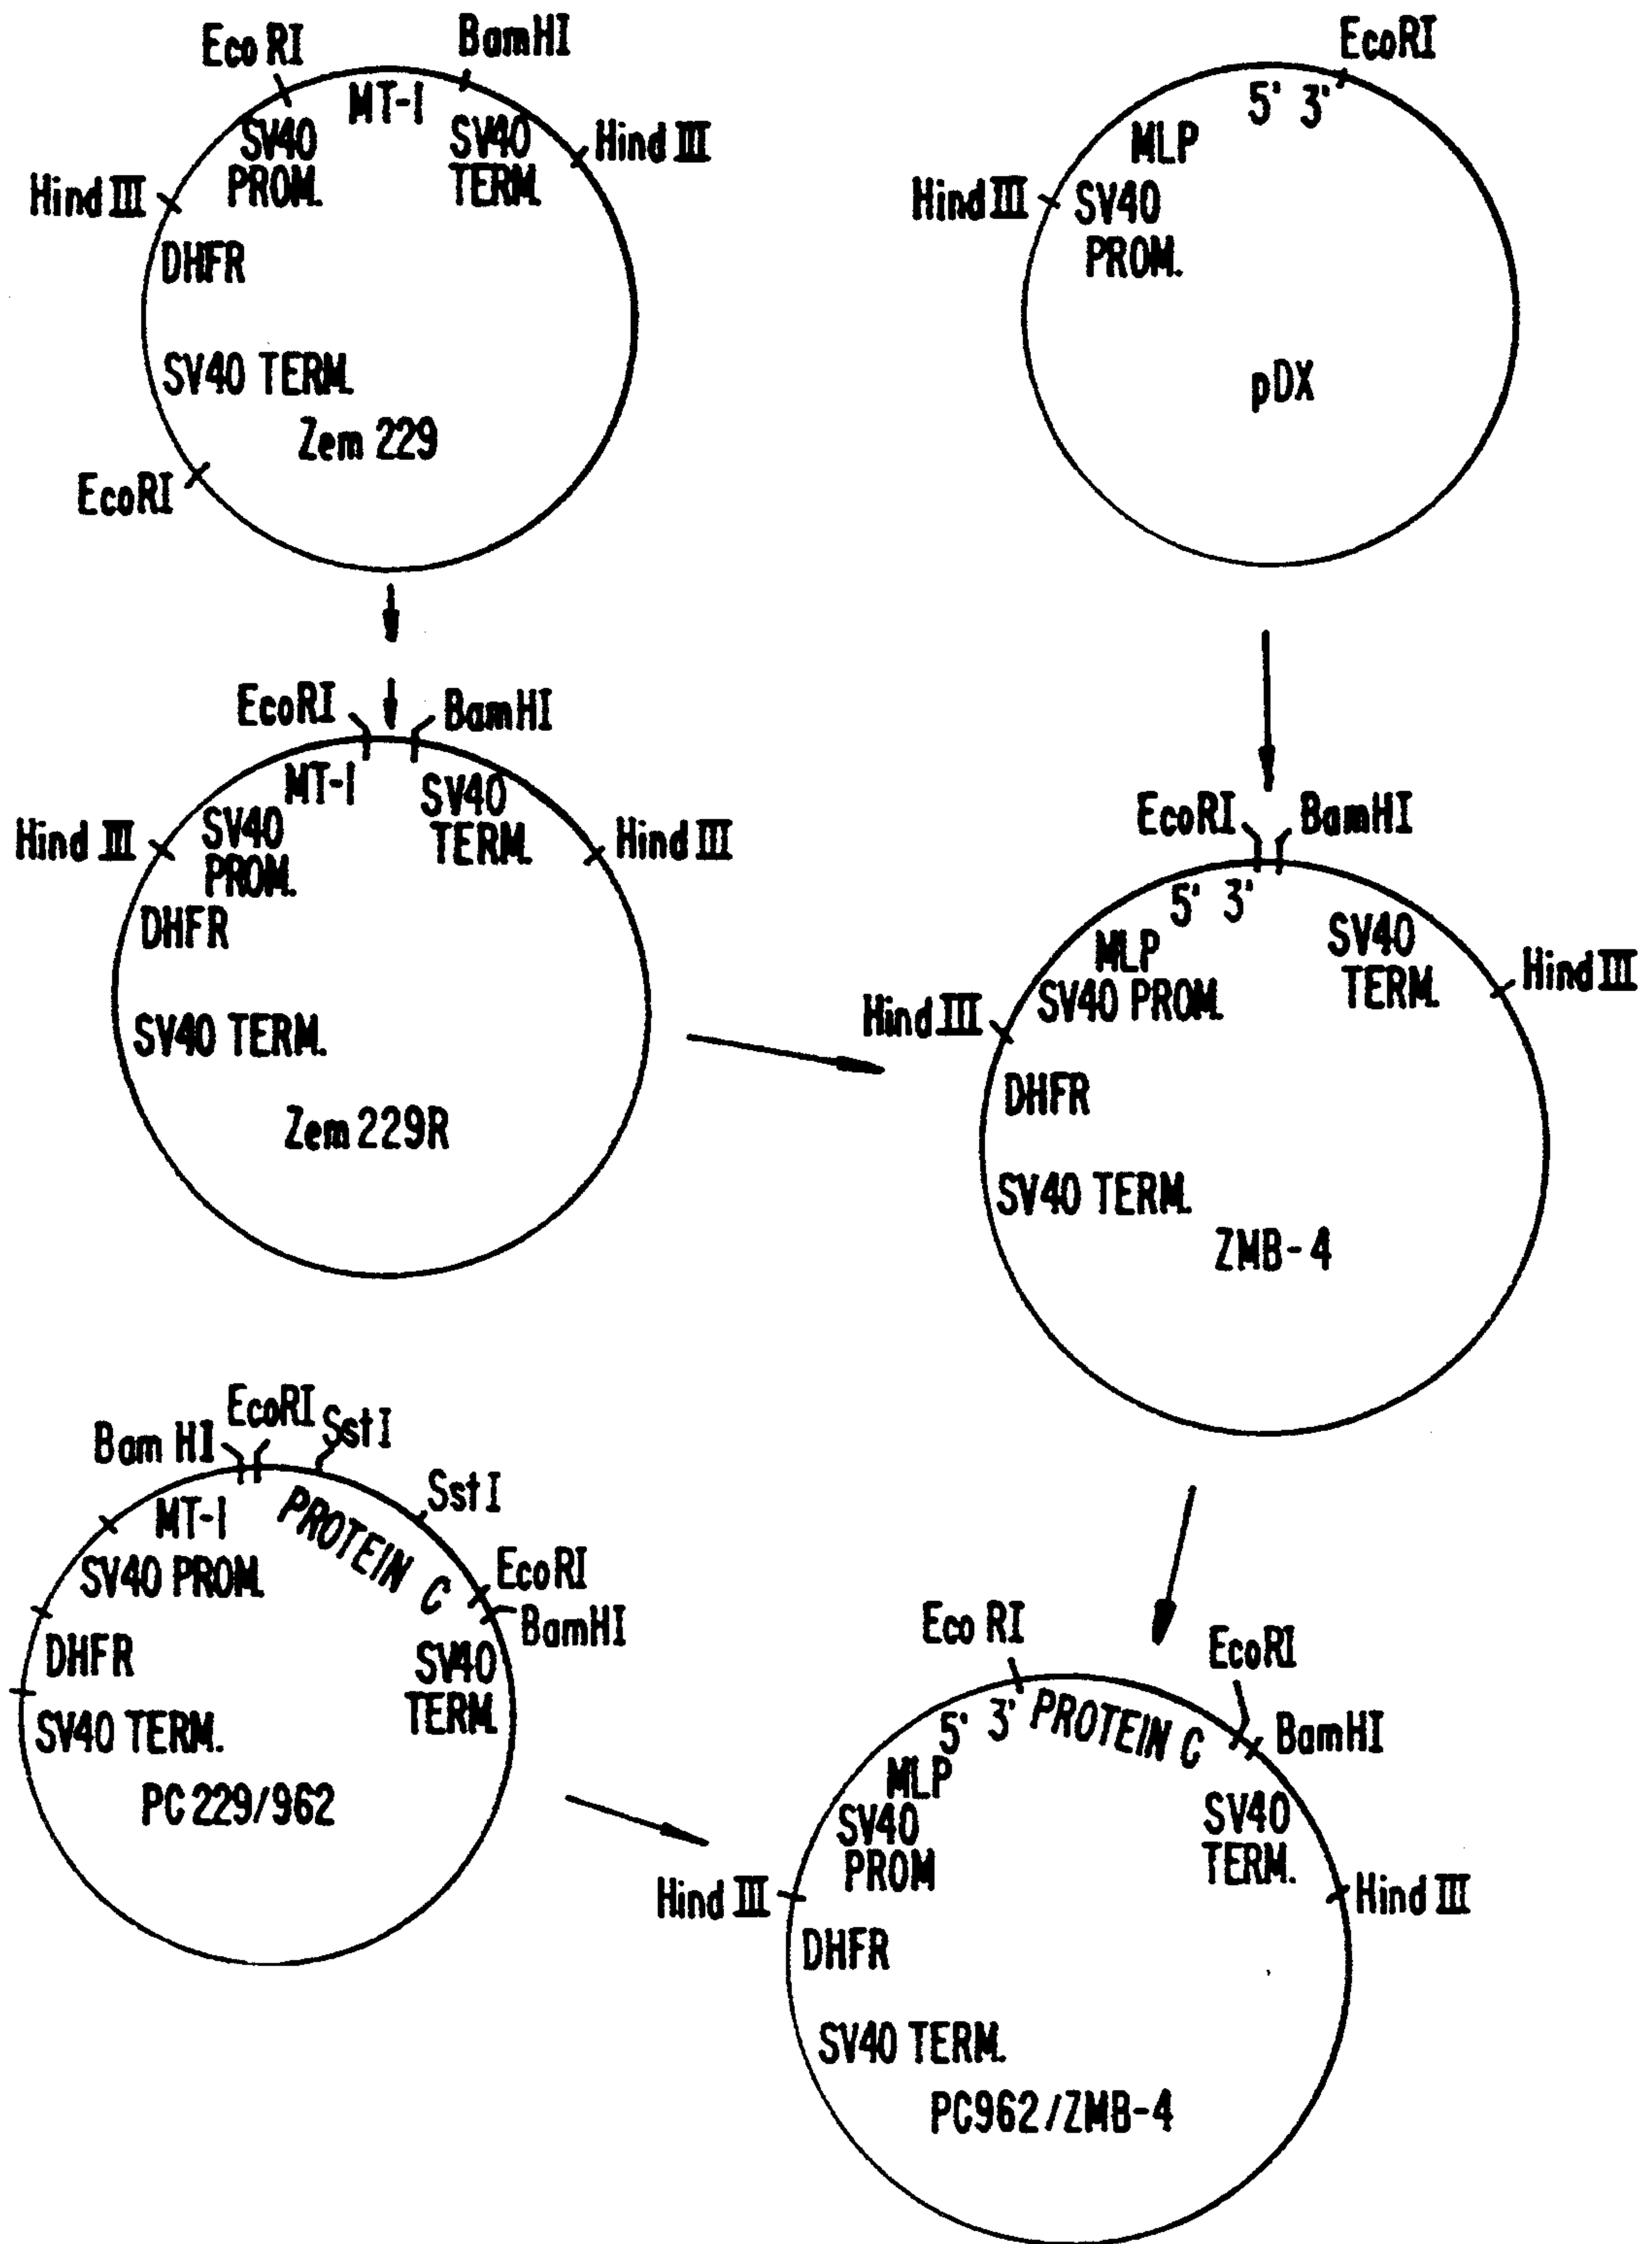 Eco RI
BamHI
MT-I
SV40
PROM.
SV40
TERM.
Hind III
Hind III
DHFR
SV40 TERM.
Zem 229
EcoRI
EcoRI
5' 3'
MLP
Hind III
SV40
PROM.
pDX
EcoRI
BamHI
MT-I
SV40
TERM.
Hind III
SV40
PROM.
Hind III
DHFR
SV40 TERM.
Zem 229R
EcoRI
BamHI
5' 3'
MLP
SV40 PROM.
SV40
TERM.
Hind III
Hind III
DHFR
SV40 TERM.
ZMB-4
Bam HI
EcoRI
SstI
SstI
MT-I
PROTEIN C
SV40 PROM.
EcoRI
BamHI
DHFR
SV40
TERM.
SV40 TERM.
PC 229/962
Eco RI
EcoRI
5' 3'
PROTEIN C
BamHI
MLP
SV40
PROM
SV40
TERM.
Hind III
Hind III
DHFR
SV40 TERM.
PC962/ZMB-4